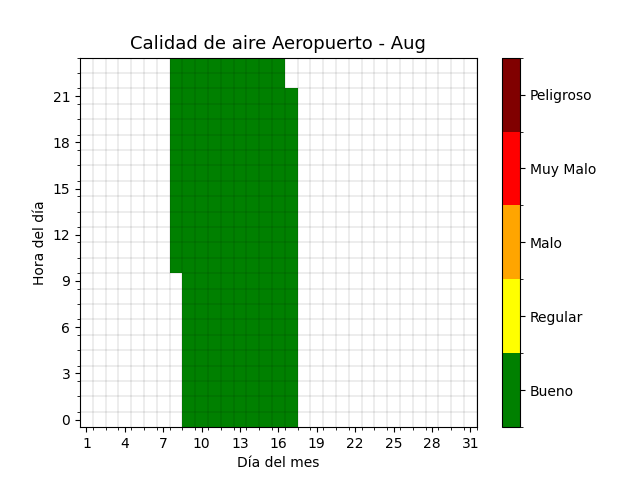 Calidad de aire Aeropuerto - Aug
Hora del día
21
18
15
12
9
6
3
0
1 4 7 10 13 16 19 22 25 28 31
Día del mes
Peligroso
Muy Malo
Malo
Regular
Bueno